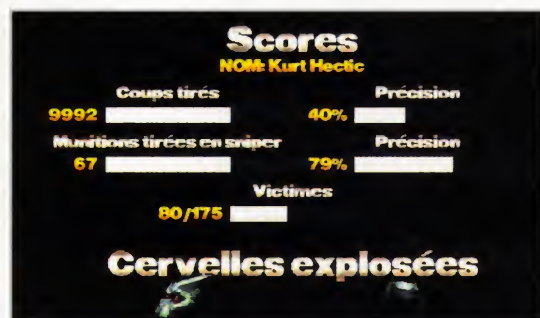 Scores
NOM: Kurt Hectic
Coups tirés Précision
9992 40%
Munitions tirées en sniper Précision
67 79%
Victimes
80/175
Cervelles explosées